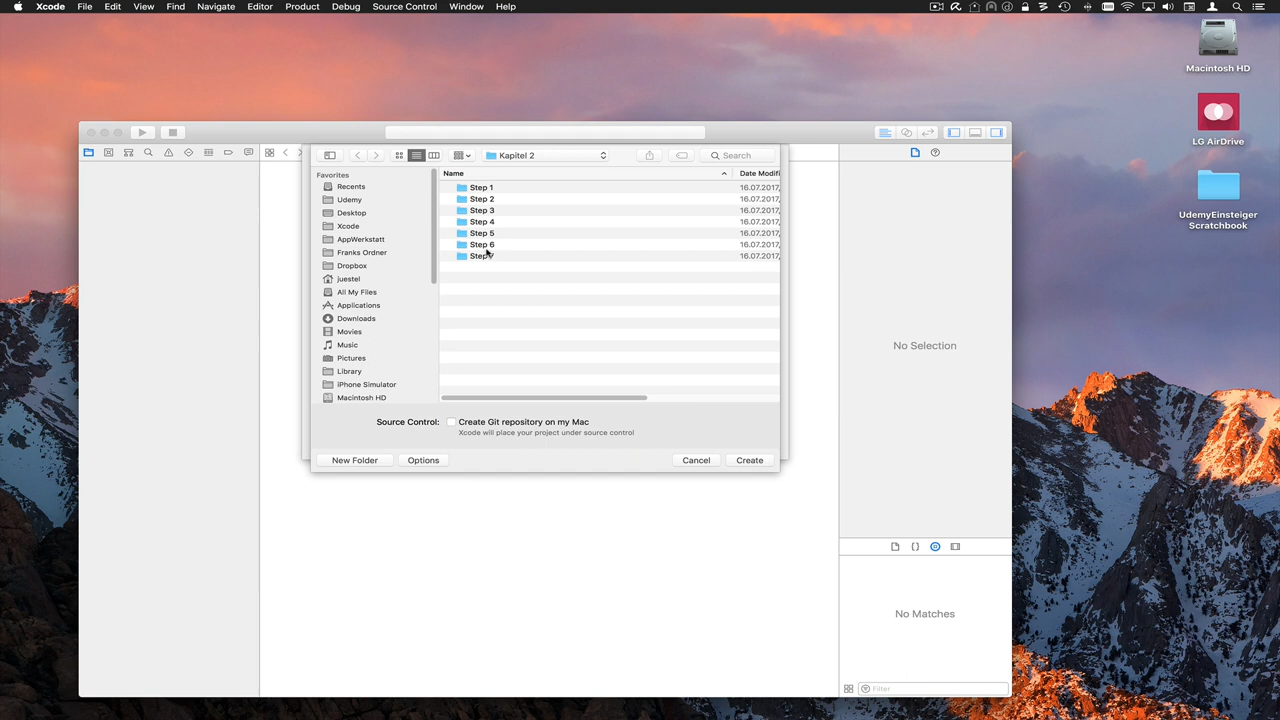 Xcode File Edit View Find Navigate Editor Product Debug Source Control Window Help
Macintosh HD
LG AirDrive
UdemyEinsteiger
Scratchbook
Kapitel 2
Search
Favorites
Recents
Udemy
Desktop
Xcode
AppWerkstatt
Franks Ordner
Dropbox
juestel
All My Files
Applications
Downloads
Movies
Music
Pictures
Library
iPhone Simulator
Macintosh HD
Name Date Modifi
Step 1 16.07.2017,
Step 2 16.07.2017,
Step 3 16.07.2017,
Step 4 16.07.2017,
Step 5 16.07.2017,
Step 6 16.07.2017,
Step 7 16.07.2017,
Source Control: Create Git repository on my Mac
Xcode will place your project under source control
New Folder Options Cancel Create
No Selection
No Matches
Filter